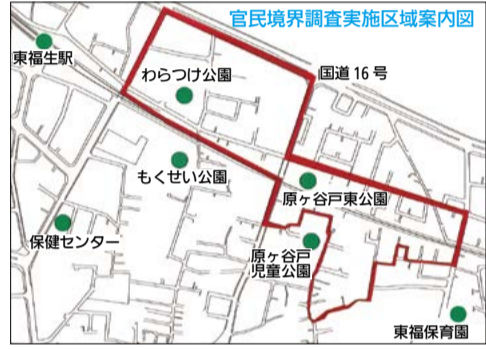 官民境界調査実施区域案内図
東福生駅
わらつけ公園
国道16号
もくせい公園
原ヶ谷戸東公園
保健センター
原ヶ谷戸
児童公園
東福保育園